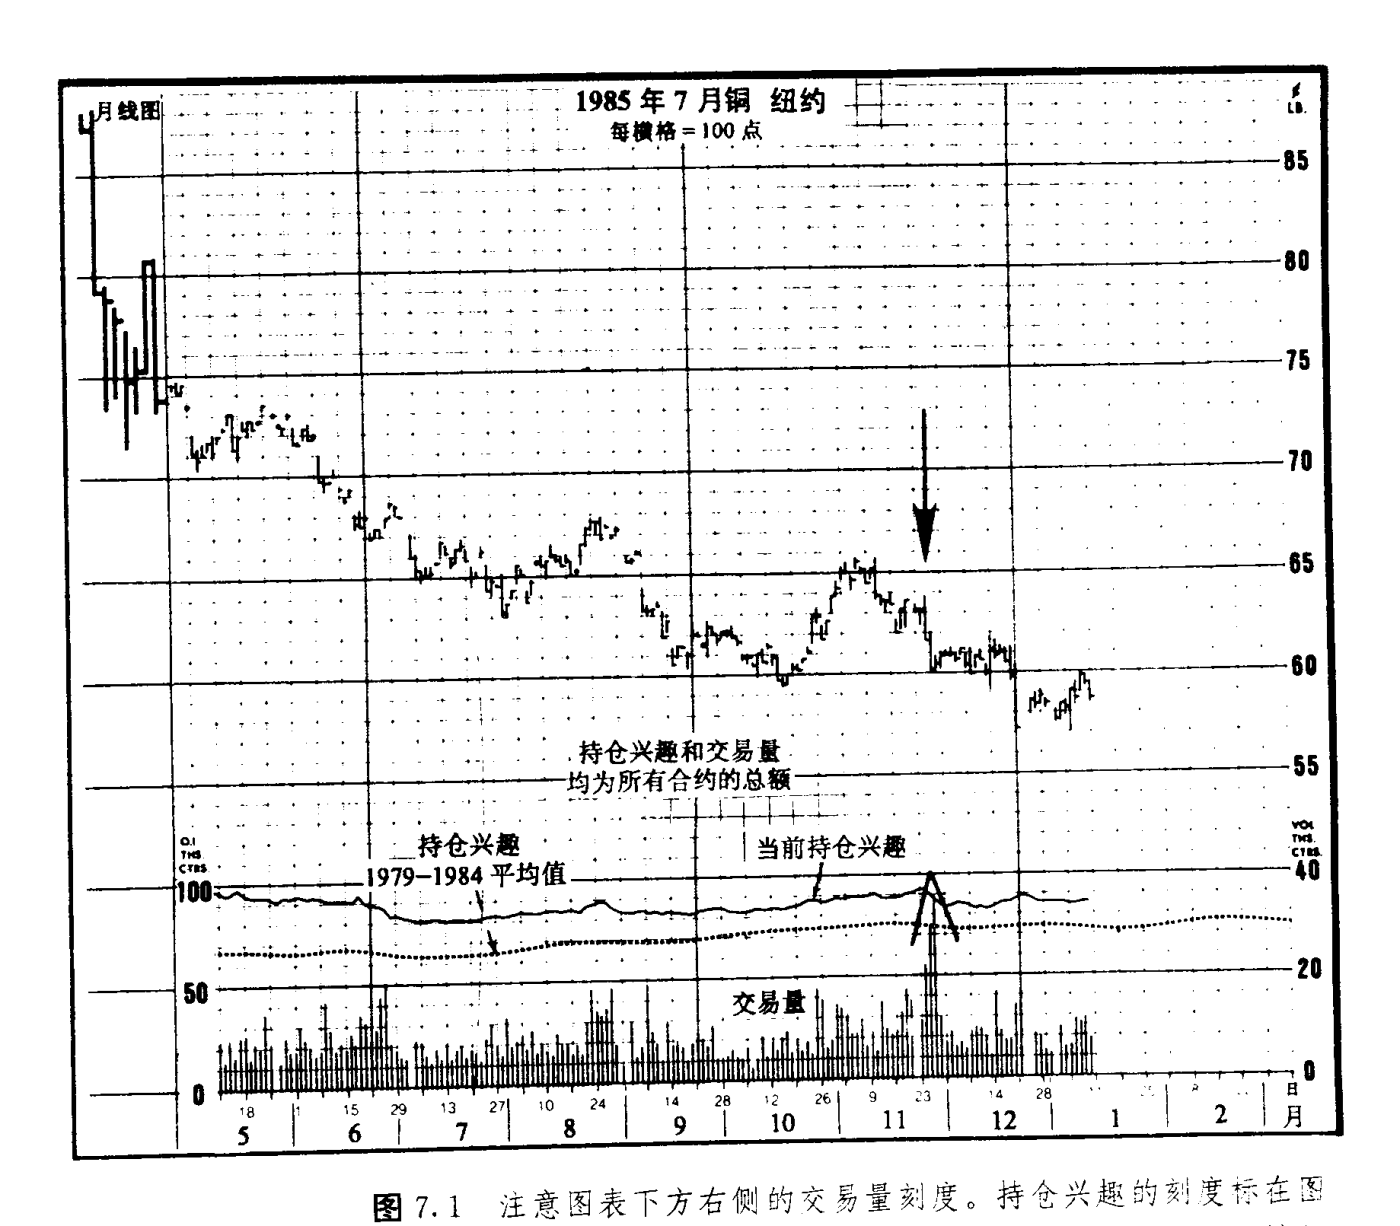 月线图
1985 年 7 月铜 纽约
每横格 = 100 点
¢
LB.
85
80
75
70
65
60
55
持仓兴趣和交易量
均为所有合约的总额
O.I
THS.
CTRS.
持仓兴趣
1979-1984 平均值
当前持仓兴趣
VOL
THS.
CTRS.
100
40
50
20
交易量
0
0
18 1 15 29 13 27 10 24 14 28 12 26 9 23 14 28 日
5 6 7 8 9 10 11 12 1 2 月
图 7.1 注意图表下方右侧的交易量刻度。持仓兴趣的刻度标在图